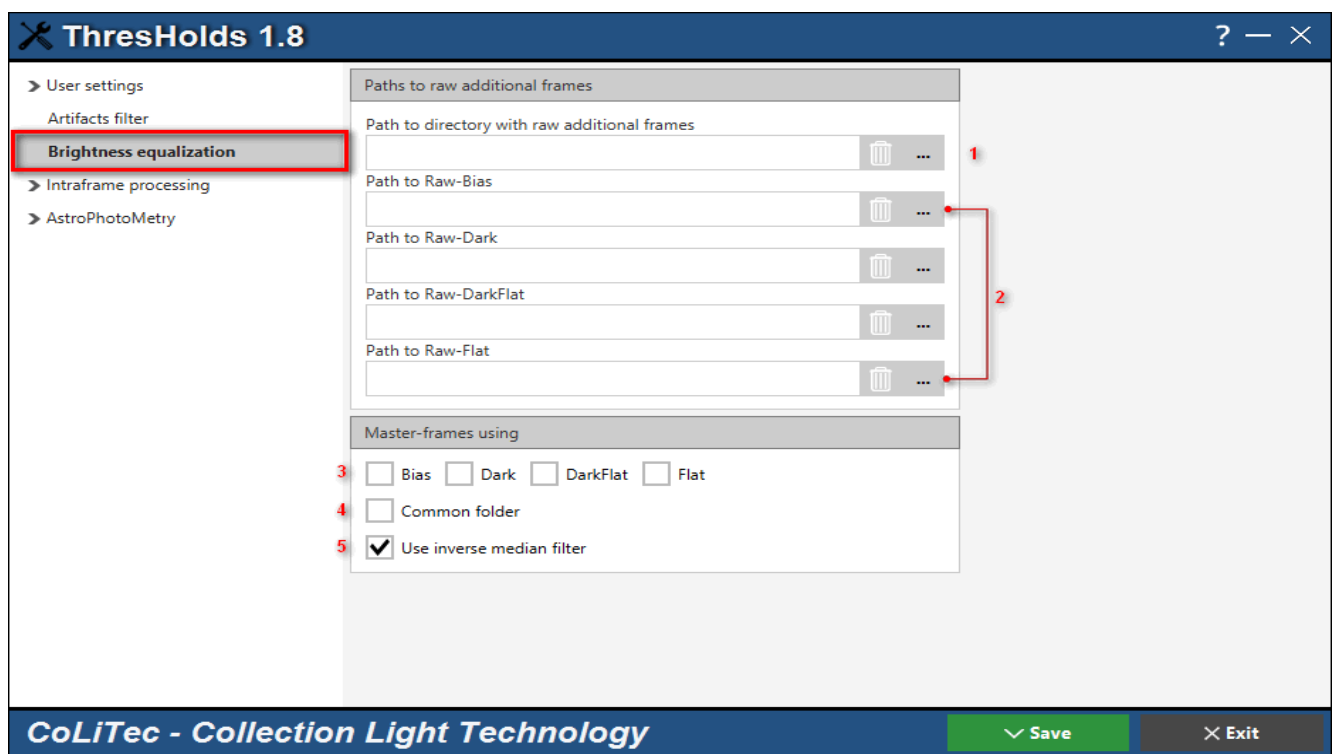 ThresHolds 1.8
? — ×
User settings
Artifacts filter
Brightness equalization
Intraframe processing
AstroPhotoMetry
Paths to raw additional frames
Path to directory with raw additional frames
... 1
Path to Raw-Bias
...
Path to Raw-Dark
...
2
Path to Raw-DarkFlat
...
Path to Raw-Flat
...
Master-frames using
3 Bias Dark DarkFlat Flat
4 Common folder
5 Use inverse median filter
CoLiTec - Collection Light Technology
Save
Exit